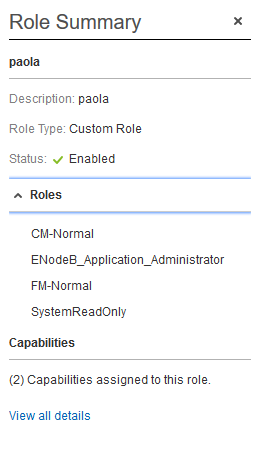 Role Summary
paola
Description: paola
Role Type: Custom Role
Status: Enabled
Roles
CM-Normal
ENodeB_Application_Administrator
FM-Normal
SystemReadOnly
Capabilities
(2) Capabilities assigned to this role.
View all details